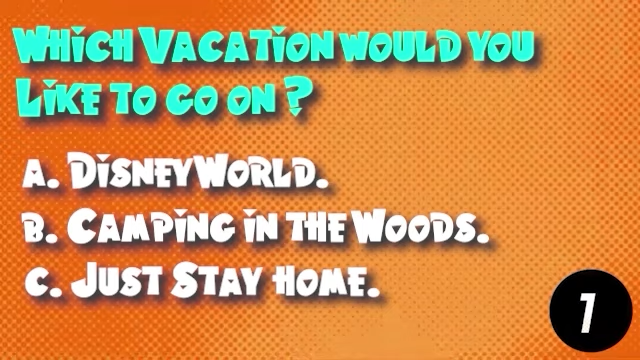 Which Vacation would you
Like to go on ?
A. DisneyWorld.
B. Camping in the Woods.
C. Just Stay Home.
1